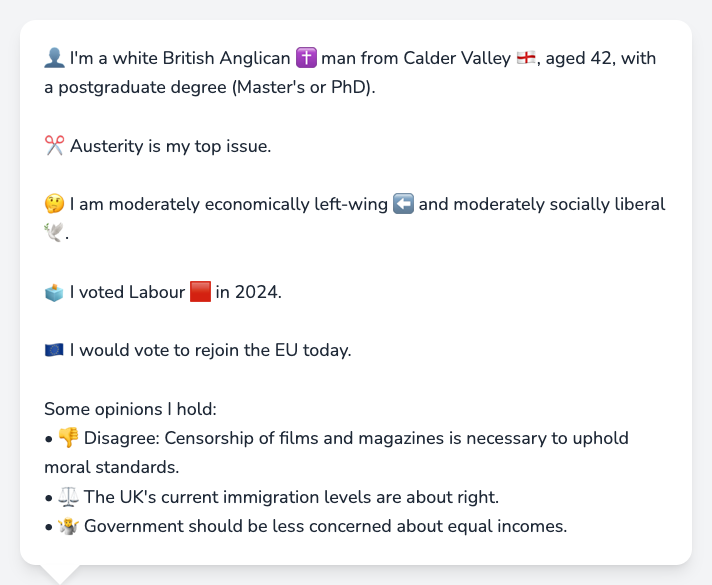 👤 I'm a white British Anglican ✝️ man from Calder Valley 🏴󠁧󠁢󠁥󠁮󠁧󠁿, aged 42, with
a postgraduate degree (Master's or PhD).
✂️ Austerity is my top issue.
🤔 I am moderately economically left-wing ⬅️ and moderately socially liberal
🕊️.
🗳️ I voted Labour 🟥 in 2024.
🇪🇺 I would vote to rejoin the EU today.
Some opinions I hold:
• 👎 Disagree: Censorship of films and magazines is necessary to uphold
moral standards.
• ⚖️ The UK's current immigration levels are about right.
• 🤷 Government should be less concerned about equal incomes.